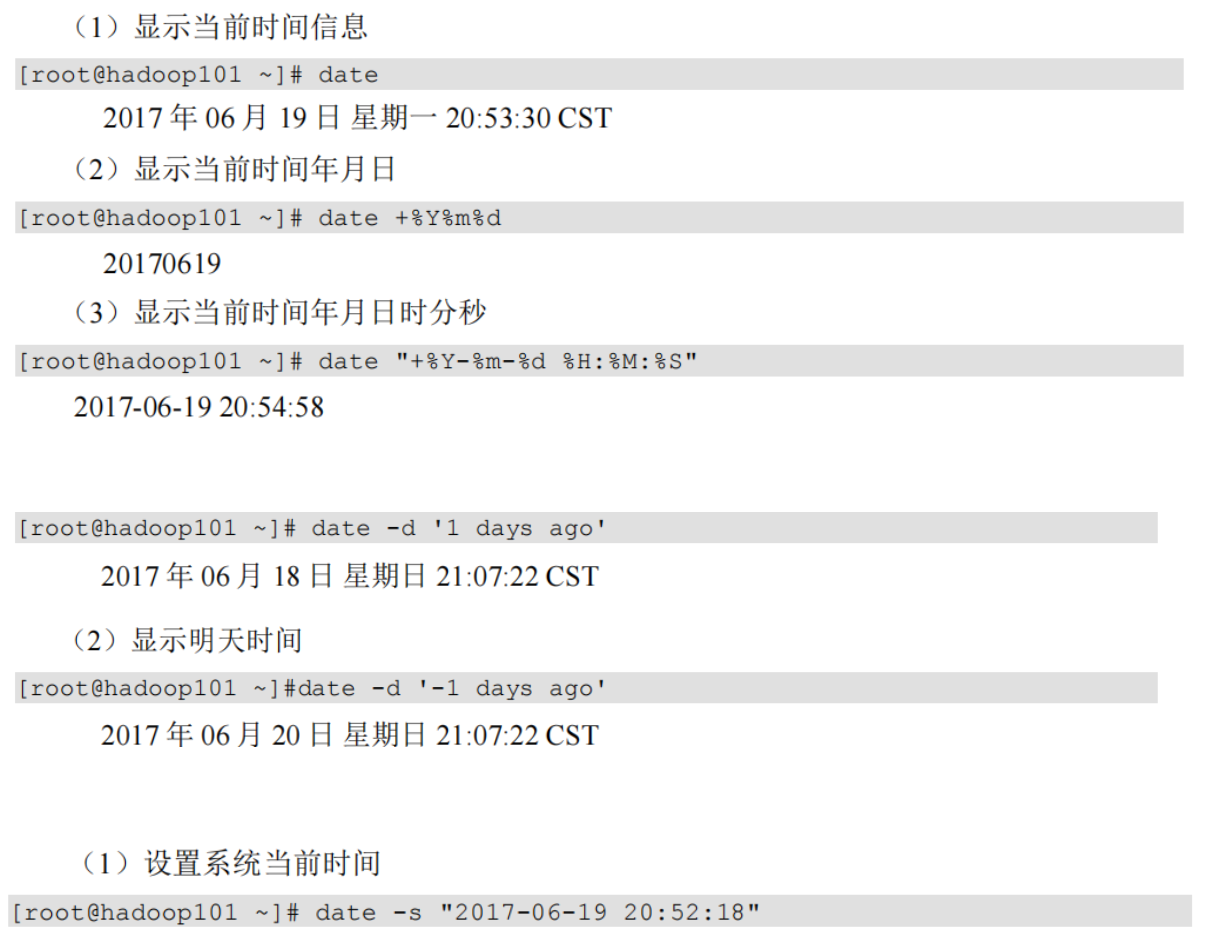 （1）显示当前时间信息
[root@hadoop101 ~]# date
2017 年 06 月 19 日 星期一 20:53:30 CST
（2）显示当前时间年月日
[root@hadoop101 ~]# date +%Y%m%d
20170619
（3）显示当前时间年月日时分秒
[root@hadoop101 ~]# date "+%Y-%m-%d %H:%M:%S"
2017-06-19 20:54:58
[root@hadoop101 ~]# date -d '1 days ago'
2017 年 06 月 18 日 星期日 21:07:22 CST
（2）显示明天时间
[root@hadoop101 ~]#date -d '-1 days ago'
2017 年 06 月 20 日 星期日 21:07:22 CST
（1）设置系统当前时间
[root@hadoop101 ~]# date -s "2017-06-19 20:52:18"